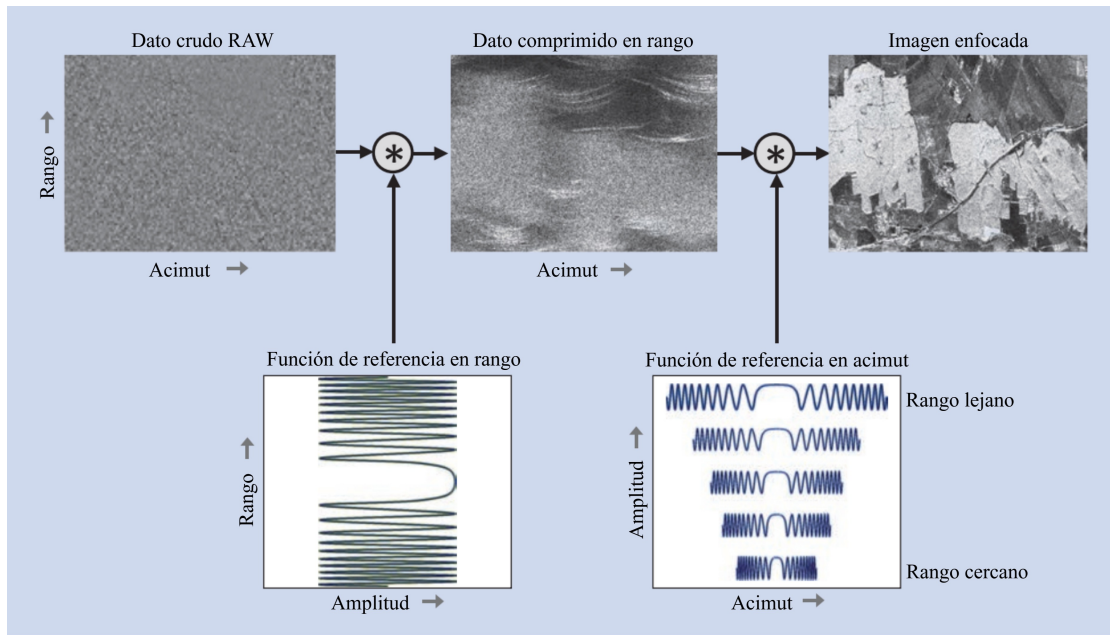 Dato crudo RAW
Dato comprimido en rango
Imagen enfocada
Rango
*
*
Acimut
Acimut
Función de referencia en rango
Función de referencia en acimut
Rango
Amplitud
Rango lejano
Rango cercano
Amplitud
Acimut